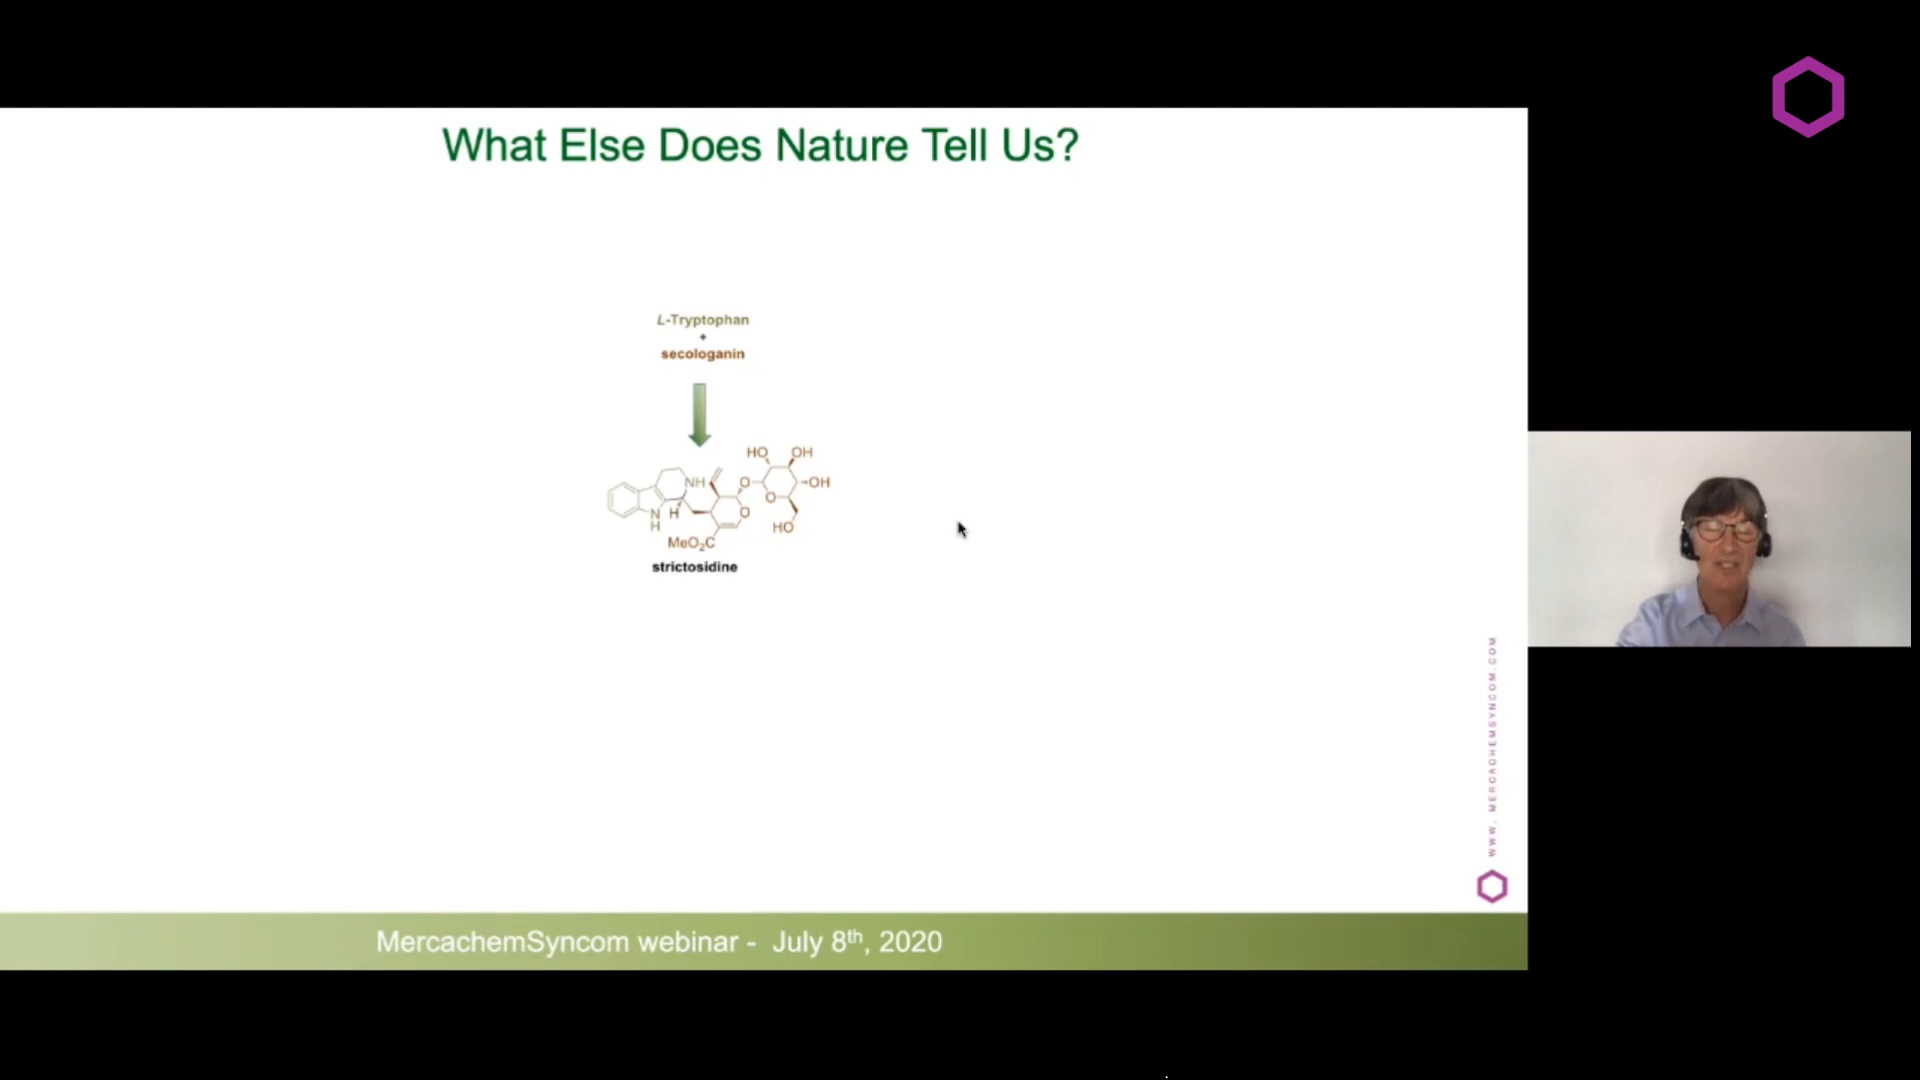 What Else Does Nature Tell Us?
L-Tryptophan
+
secologanin
HO OH
NH O OH
O
H O
N
H
HO
MeO₂C
strictosidine
WWW. MERCACHEMSYNCOM.COM
MercachemSyncom webinar - July 8th, 2020